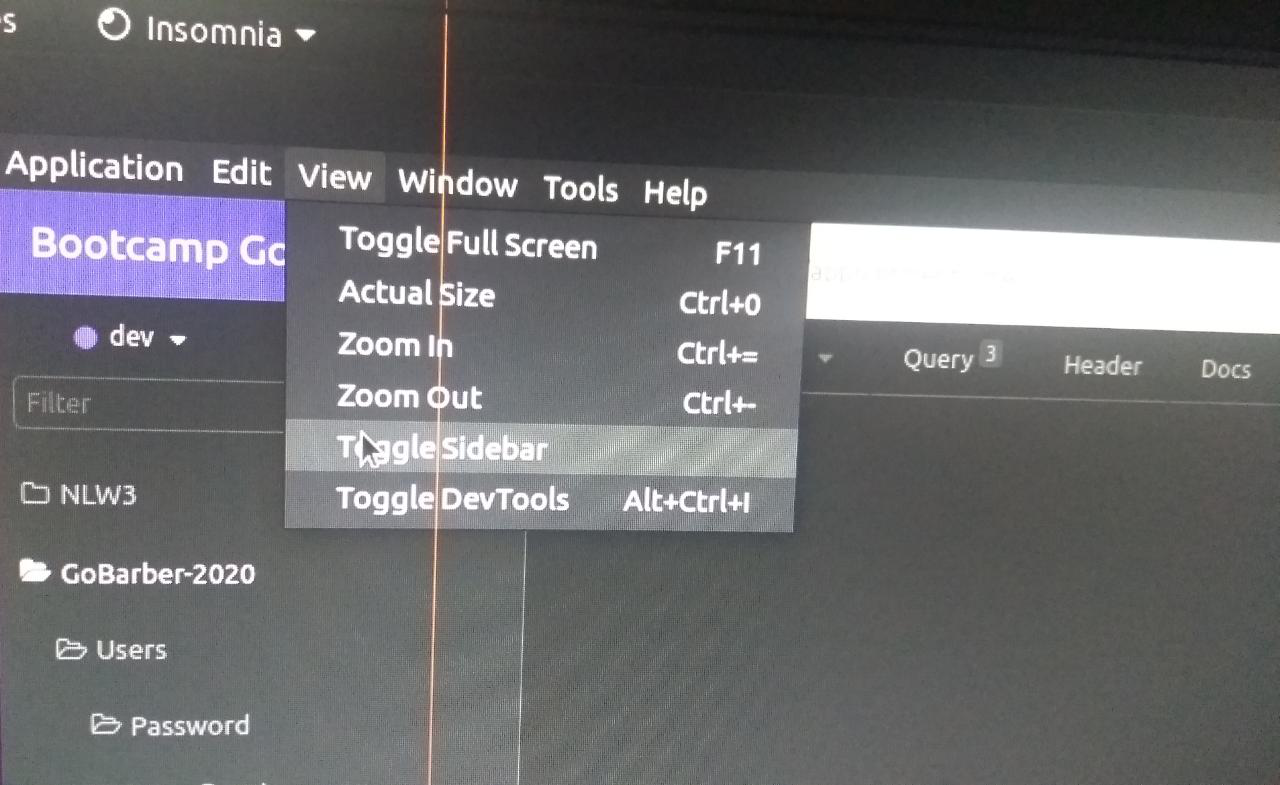 s Insomnia
Application Edit View Window Tools Help
Bootcamp Go
Toggle Full Screen F11
Actual Size Ctrl+0
Zoom In Ctrl+=
Zoom Out Ctrl+-
Toggle Sidebar
Toggle DevTools Alt+Ctrl+I
dev
Query 3 Header Docs
Filter
NLW3
GoBarber-2020
Users
Password